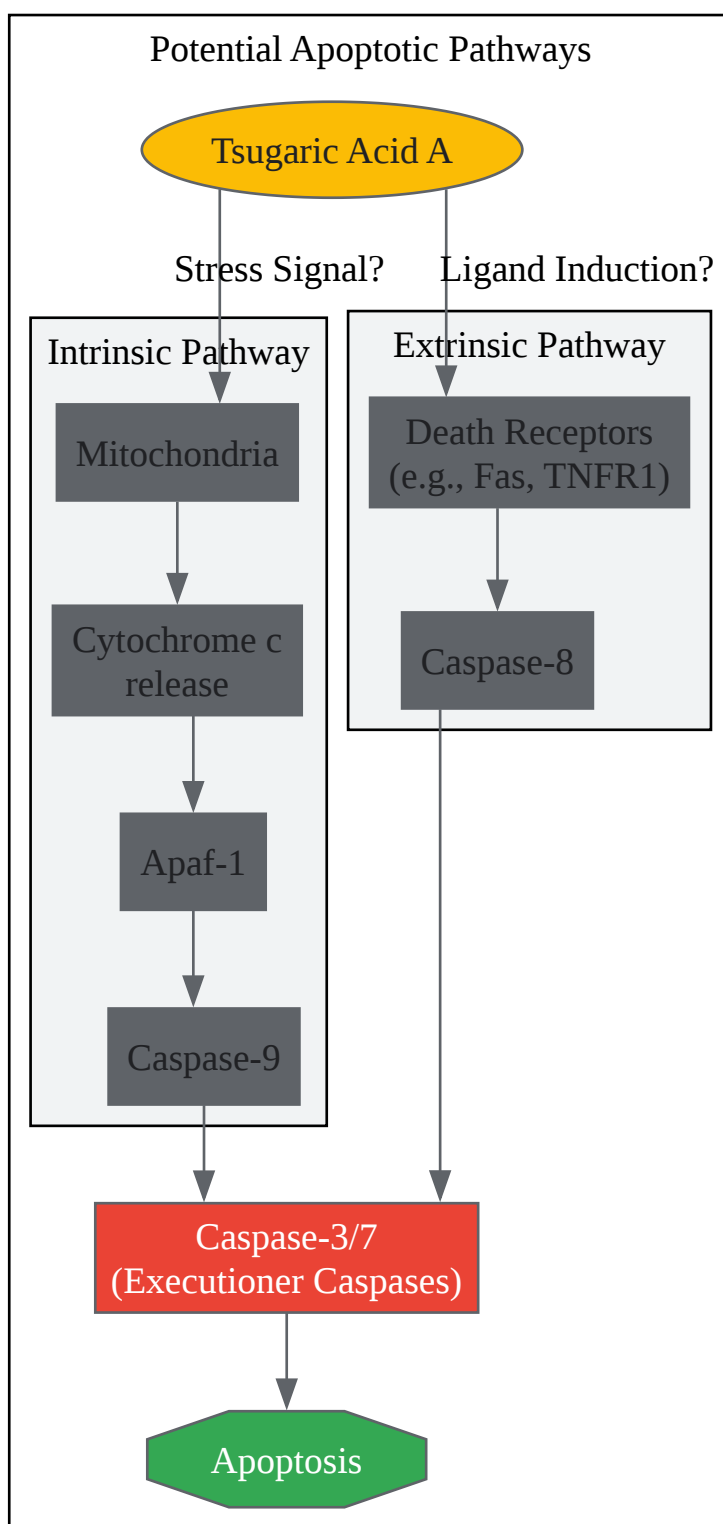 Potential Apoptotic Pathways
Tsugaric Acid A
Stress Signal?
Ligand Induction?
Intrinsic Pathway
Mitochondria
Cytochrome c
release
Apaf-1
Caspase-9
Extrinsic Pathway
Death Receptors
(e.g., Fas, TNFR1)
Caspase-8
Caspase-3/7
(Executioner Caspases)
Apoptosis